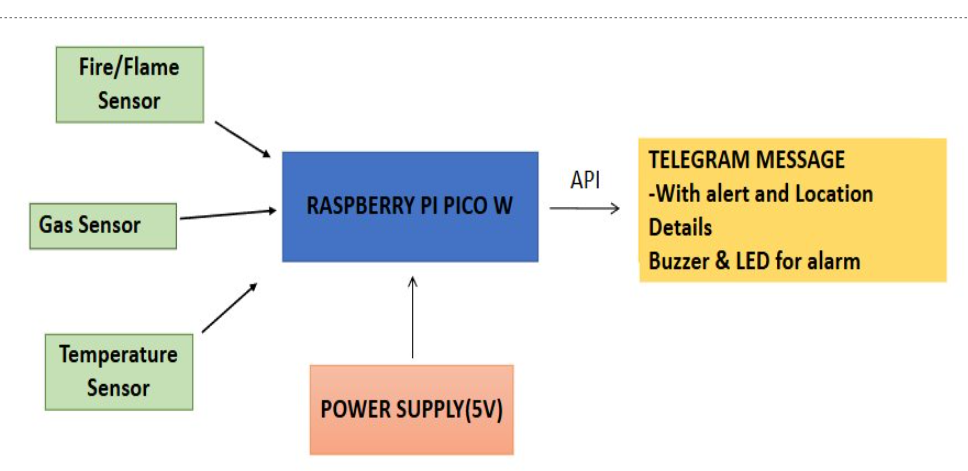 Fire/Flame
Sensor
Gas Sensor
Temperature
Sensor
RASPBERRY PI PICO W
POWER SUPPLY(5V)
API
TELEGRAM MESSAGE
-With alert and Location
Details
Buzzer & LED for alarm